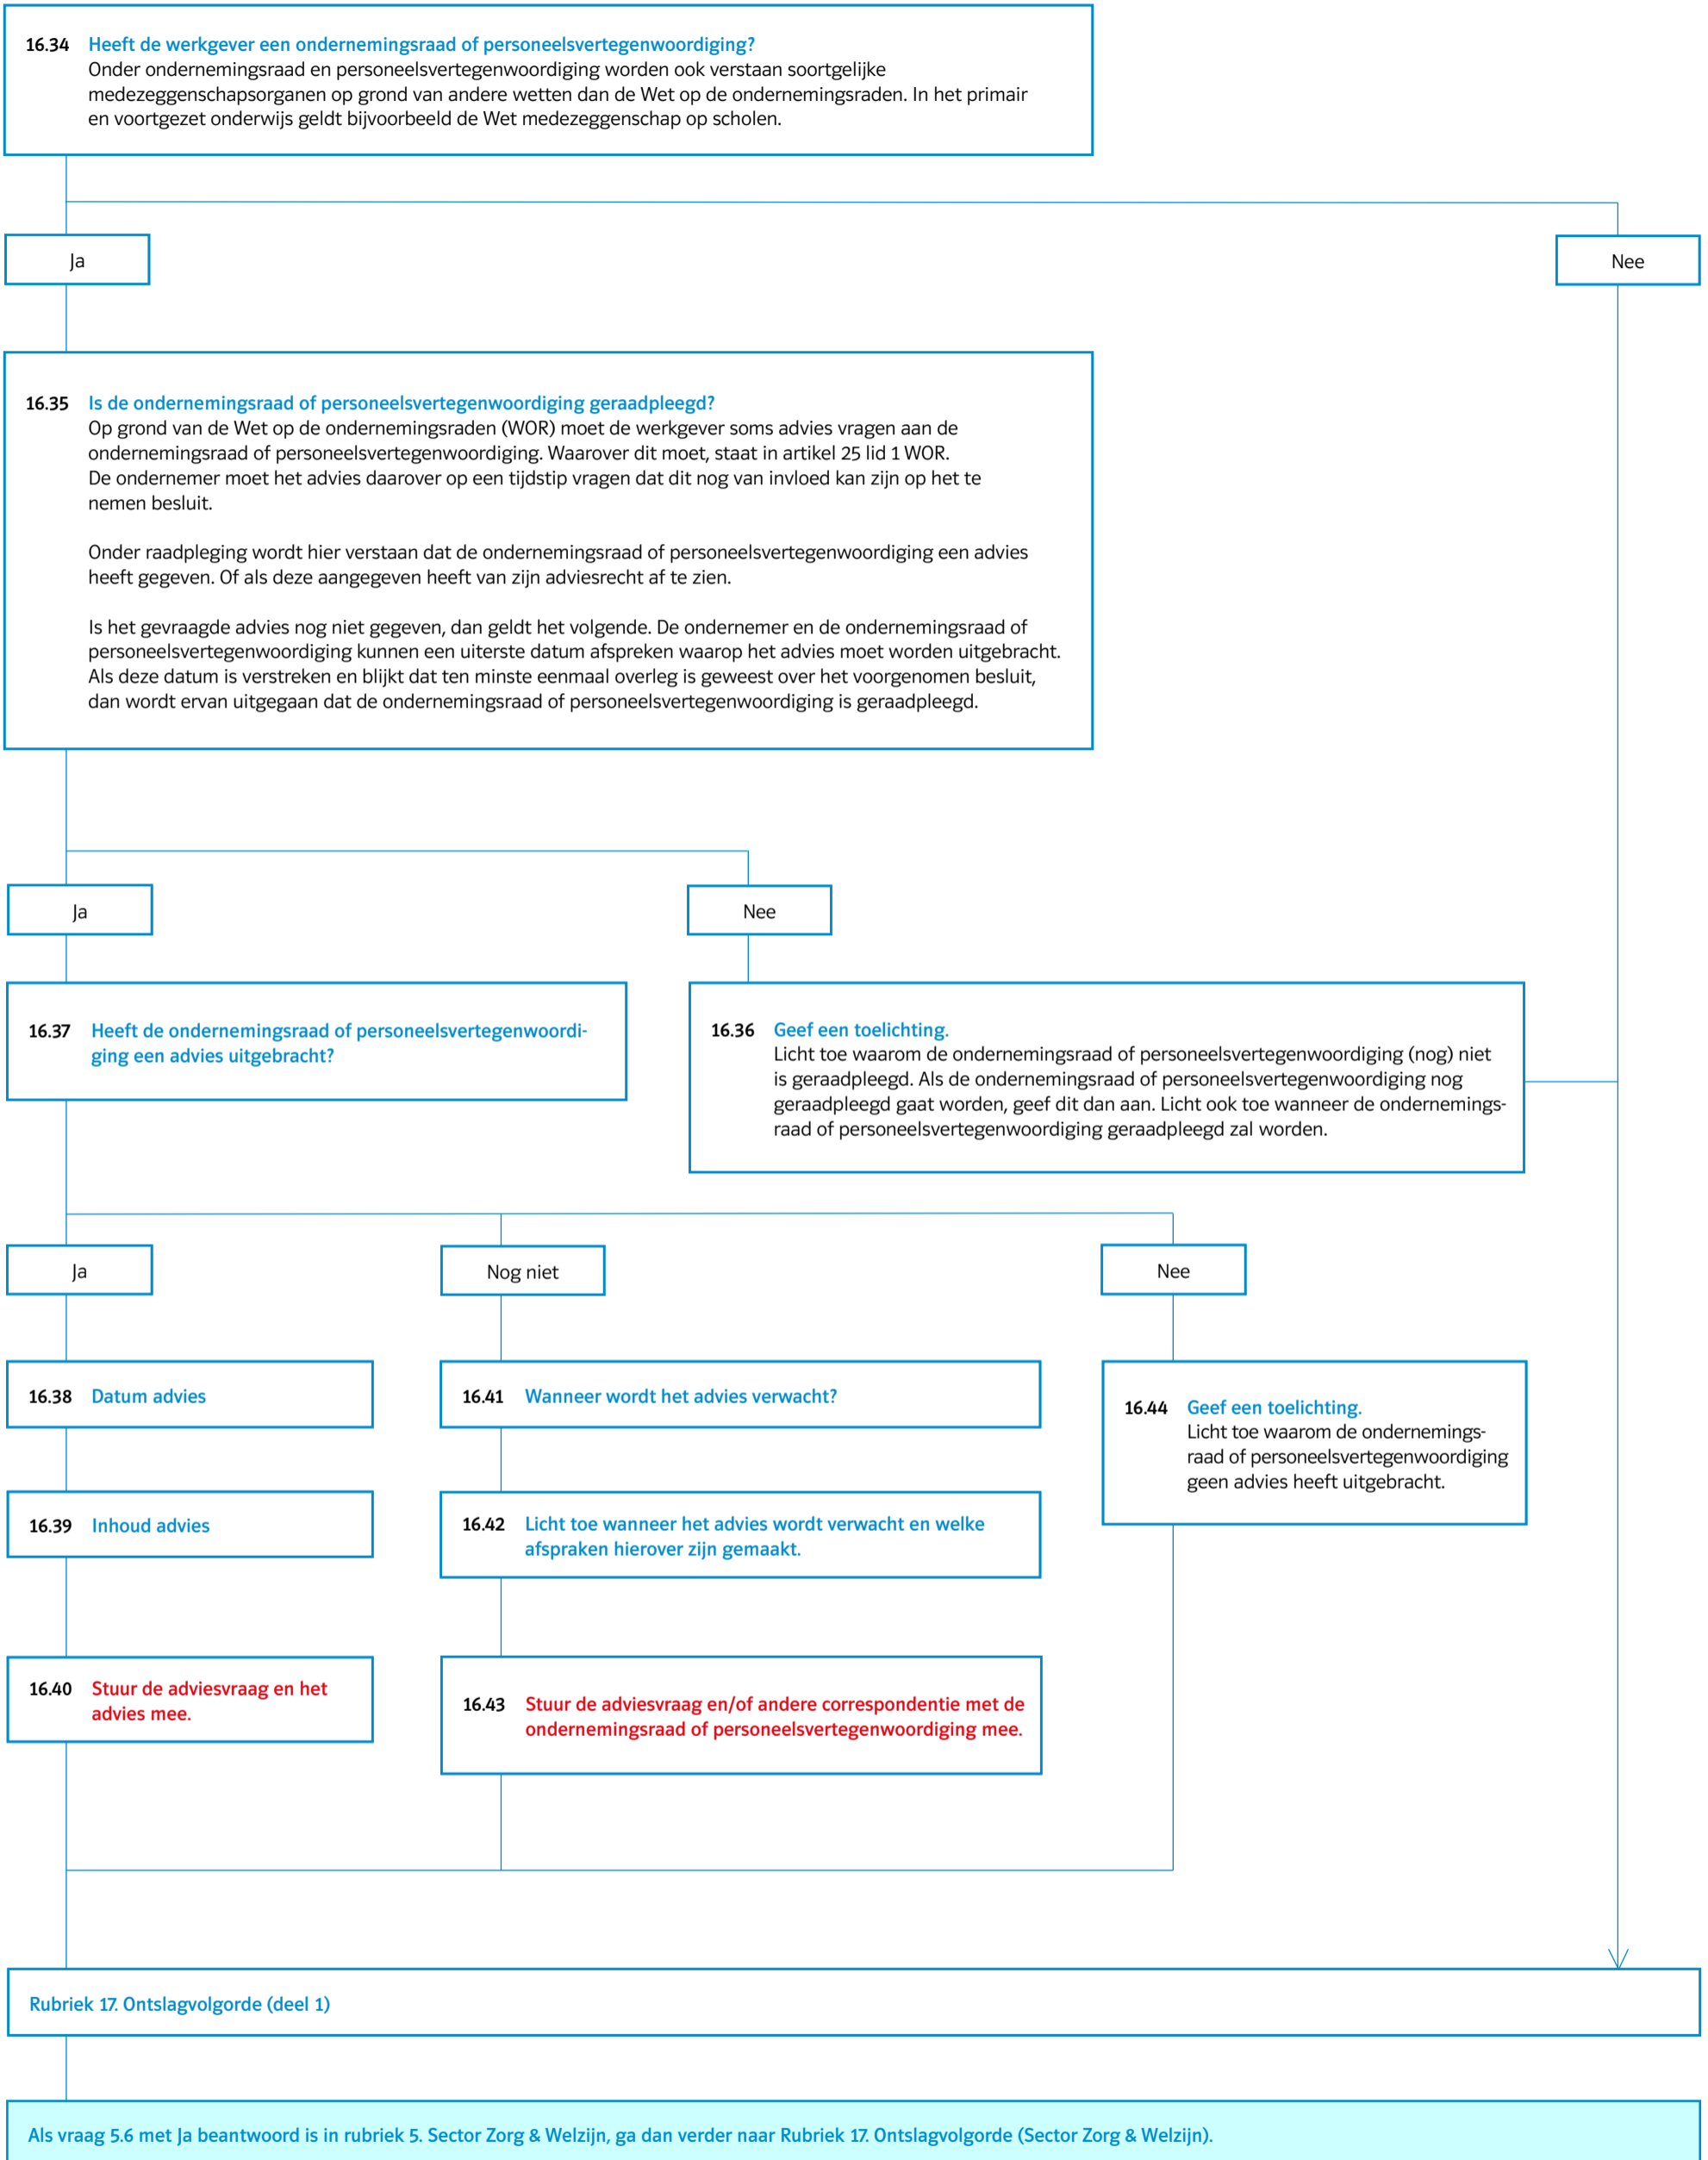 16.34 Heeft de werkgever een ondernemingsraad of personeelsvertegenwoordiging?
Onder ondernemingsraad en personeelsvertegenwoordiging worden ook verstaan soortgelijke
medezeggenschapsorganen op grond van andere wetten dan de Wet op de ondernemingsraden. In het primair
en voortgezet onderwijs geldt bijvoorbeeld de Wet medezeggenschap op scholen.
Ja
Nee
16.35 Is de ondernemingsraad of personeelsvertegenwoordiging geraadpleegd?
Op grond van de Wet op de ondernemingsraden (WOR) moet de werkgever soms advies vragen aan de
ondernemingsraad of personeelsvertegenwoordiging. Waarover dit moet, staat in artikel 25 lid 1 WOR.
De ondernemer moet het advies daarover op een tijdstip vragen dat dit nog van invloed kan zijn op het te
nemen besluit.
Onder raadpleging wordt hier verstaan dat de ondernemingsraad of personeelsvertegenwoordiging een advies
heeft gegeven. Of als deze aangegeven heeft van zijn adviesrecht af te zien.
Is het gevraagde advies nog niet gegeven, dan geldt het volgende. De ondernemer en de ondernemingsraad of
personeelsvertegenwoordiging kunnen een uiterste datum afspreken waarop het advies moet worden uitgebracht.
Als deze datum is verstreken en blijkt dat ten minste eenmaal overleg is geweest over het voorgenomen besluit,
dan wordt ervan uitgegaan dat de ondernemingsraad of personeelsvertegenwoordiging is geraadpleegd.
Ja
Nee
16.37 Heeft de ondernemingsraad of personeelsvertegenwoordi-
ging een advies uitgebracht?
16.36 Geef een toelichting.
Licht toe waarom de ondernemingsraad of personeelsvertegenwoordiging (nog) niet
is geraadpleegd. Als de ondernemingsraad of personeelsvertegenwoordiging nog
geraadpleegd gaat worden, geef dit dan aan. Licht ook toe wanneer de ondernemings-
raad of personeelsvertegenwoordiging geraadpleegd zal worden.
Ja
Nog niet
Nee
16.38 Datum advies
16.41 Wanneer wordt het advies verwacht?
16.44 Geef een toelichting.
Licht toe waarom de ondernemings-
raad of personeelsvertegenwoordiging
geen advies heeft uitgebracht.
16.39 Inhoud advies
16.42 Licht toe wanneer het advies wordt verwacht en welke
afspraken hierover zijn gemaakt.
16.40 Stuur de adviesvraag en het
advies mee.
16.43 Stuur de adviesvraag en/of andere correspondentie met de
ondernemingsraad of personeelsvertegenwoordiging mee.
Rubriek 17. Ontslagvolgorde (deel 1)
Als vraag 5.6 met Ja beantwoord is in rubriek 5. Sector Zorg & Welzijn, ga dan verder naar Rubriek 17. Ontslagvolgorde (Sector Zorg & Welzijn).